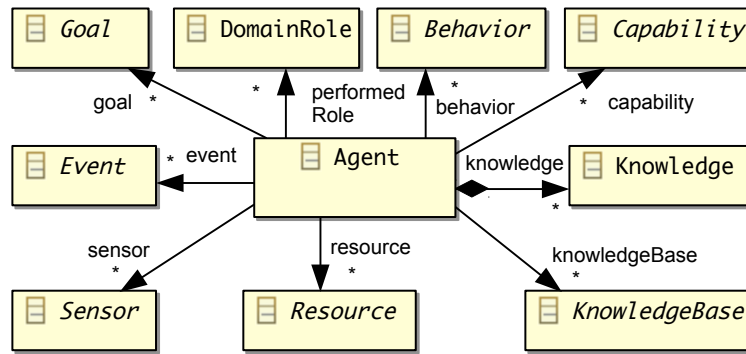 Goal
DomainRole
Behavior
Capability
goal
*
*
performed
Role
*
behavior
*
capability
Event
*
event
Agent
knowledge
*
Knowledge
sensor
*
resource
*
knowledgeBase
*
Sensor
Resource
KnowledgeBase